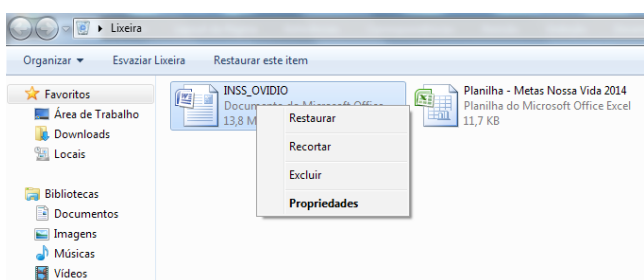 Lixeira
Organizar Esvaziar Lixeira Restaurar este item
Favoritos
Área de Trabalho
Downloads
Locais
Bibliotecas
Documentos
Imagens
Músicas
Vídeos
INSS_OVIDIO
Documento do Microsoft Office
13,8 M
Restaurar
Recortar
Excluir
Propriedades
Planilha - Metas Nossa Vida 2014
Planilha do Microsoft Office Excel
11,7 KB